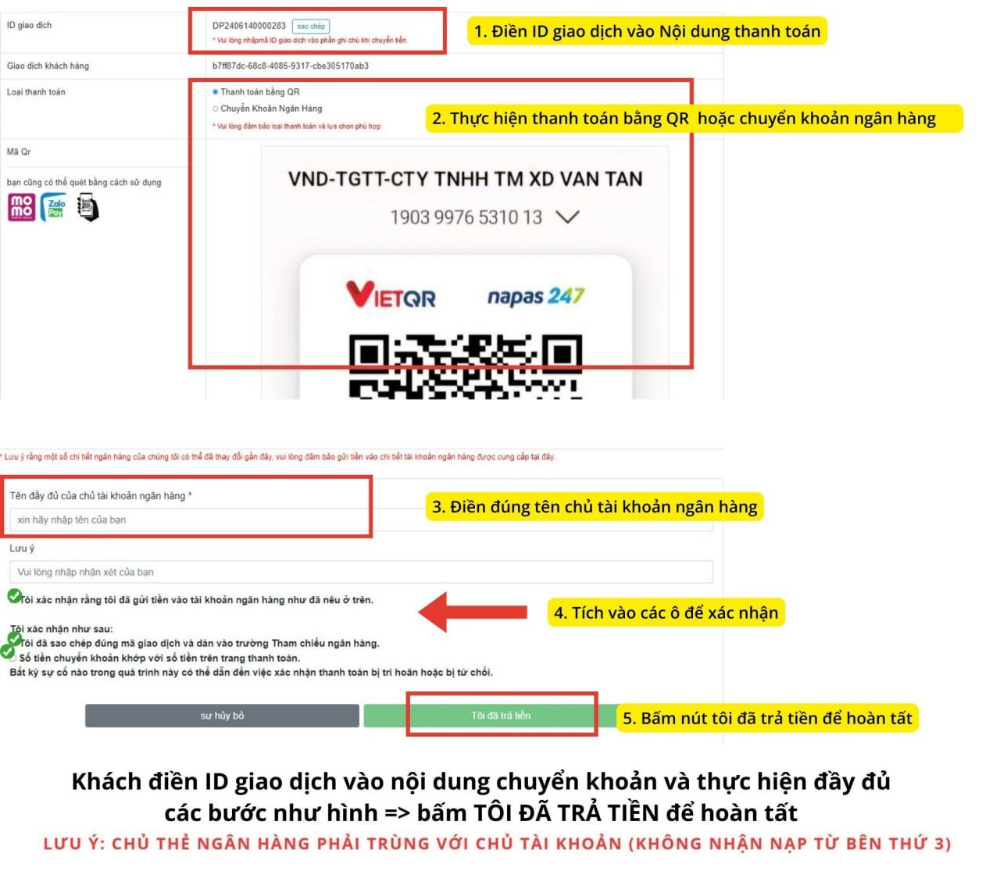 ID giao dịch
DP2406140000283 sao chép
* Vui lòng nhậpmã ID giao dịch vào phần ghi chú khi chuyển tiền.
1. Điền ID giao dịch vào Nội dung thanh toán
Giao dịch khách hàng
b7ff87dc-68c8-4085-9317-cbe305170ab3
Loại thanh toán
Thanh toán bằng QR
Chuyển Khoản Ngân Hàng
* Vui lòng đảm bảo loại thanh toán và lựa chọn phù hợp
2. Thực hiện thanh toán bằng QR hoặc chuyển khoản ngân hàng
Mã Qr
bạn cũng có thể quét bằng cách sử dụng
mo
mo
Zalo
Pay
VND-TGTT-CTY TNHH TM XD VAN TAN
1903 9976 5310 13
VIETQR
napas 247
* Lưu ý rằng một số chi tiết ngân hàng của chúng tôi có thể đã thay đổi gần đây, vui lòng đảm bảo gửi tiền vào chi tiết tài khoản ngân hàng được cung cấp tại đây.
Tên đầy đủ của chủ tài khoản ngân hàng *
xin hãy nhập tên của bạn
3. Điền đúng tên chủ tài khoản ngân hàng
Lưu ý
Vui lòng nhập nhận xét của bạn
Tôi xác nhận rằng tôi đã gửi tiền vào tài khoản ngân hàng như đã nêu ở trên.
4. Tích vào các ô để xác nhận
Tôi xác nhận như sau:
Tôi đã sao chép đúng mã giao dịch và dán vào trường Tham chiếu ngân hàng.
Số tiền chuyển khoản khớp với số tiền trên trang thanh toán.
Bất kỳ sự cố nào trong quá trình này có thể dẫn đến việc xác nhận thanh toán bị trì hoãn hoặc bị từ chối.
sự hủy bỏ
Tôi đã trả tiền
5. Bấm nút tôi đã trả tiền để hoàn tất
Khách điền ID giao dịch vào nội dung chuyển khoản và thực hiện đầy đủ
các bước như hình => bấm TÔI ĐÃ TRẢ TIỀN để hoàn tất
LƯU Ý: CHỦ THẺ NGÂN HÀNG PHẢI TRÙNG VỚI CHỦ TÀI KHOẢN (KHÔNG NHẬN NẠP TỪ BÊN THỨ 3)